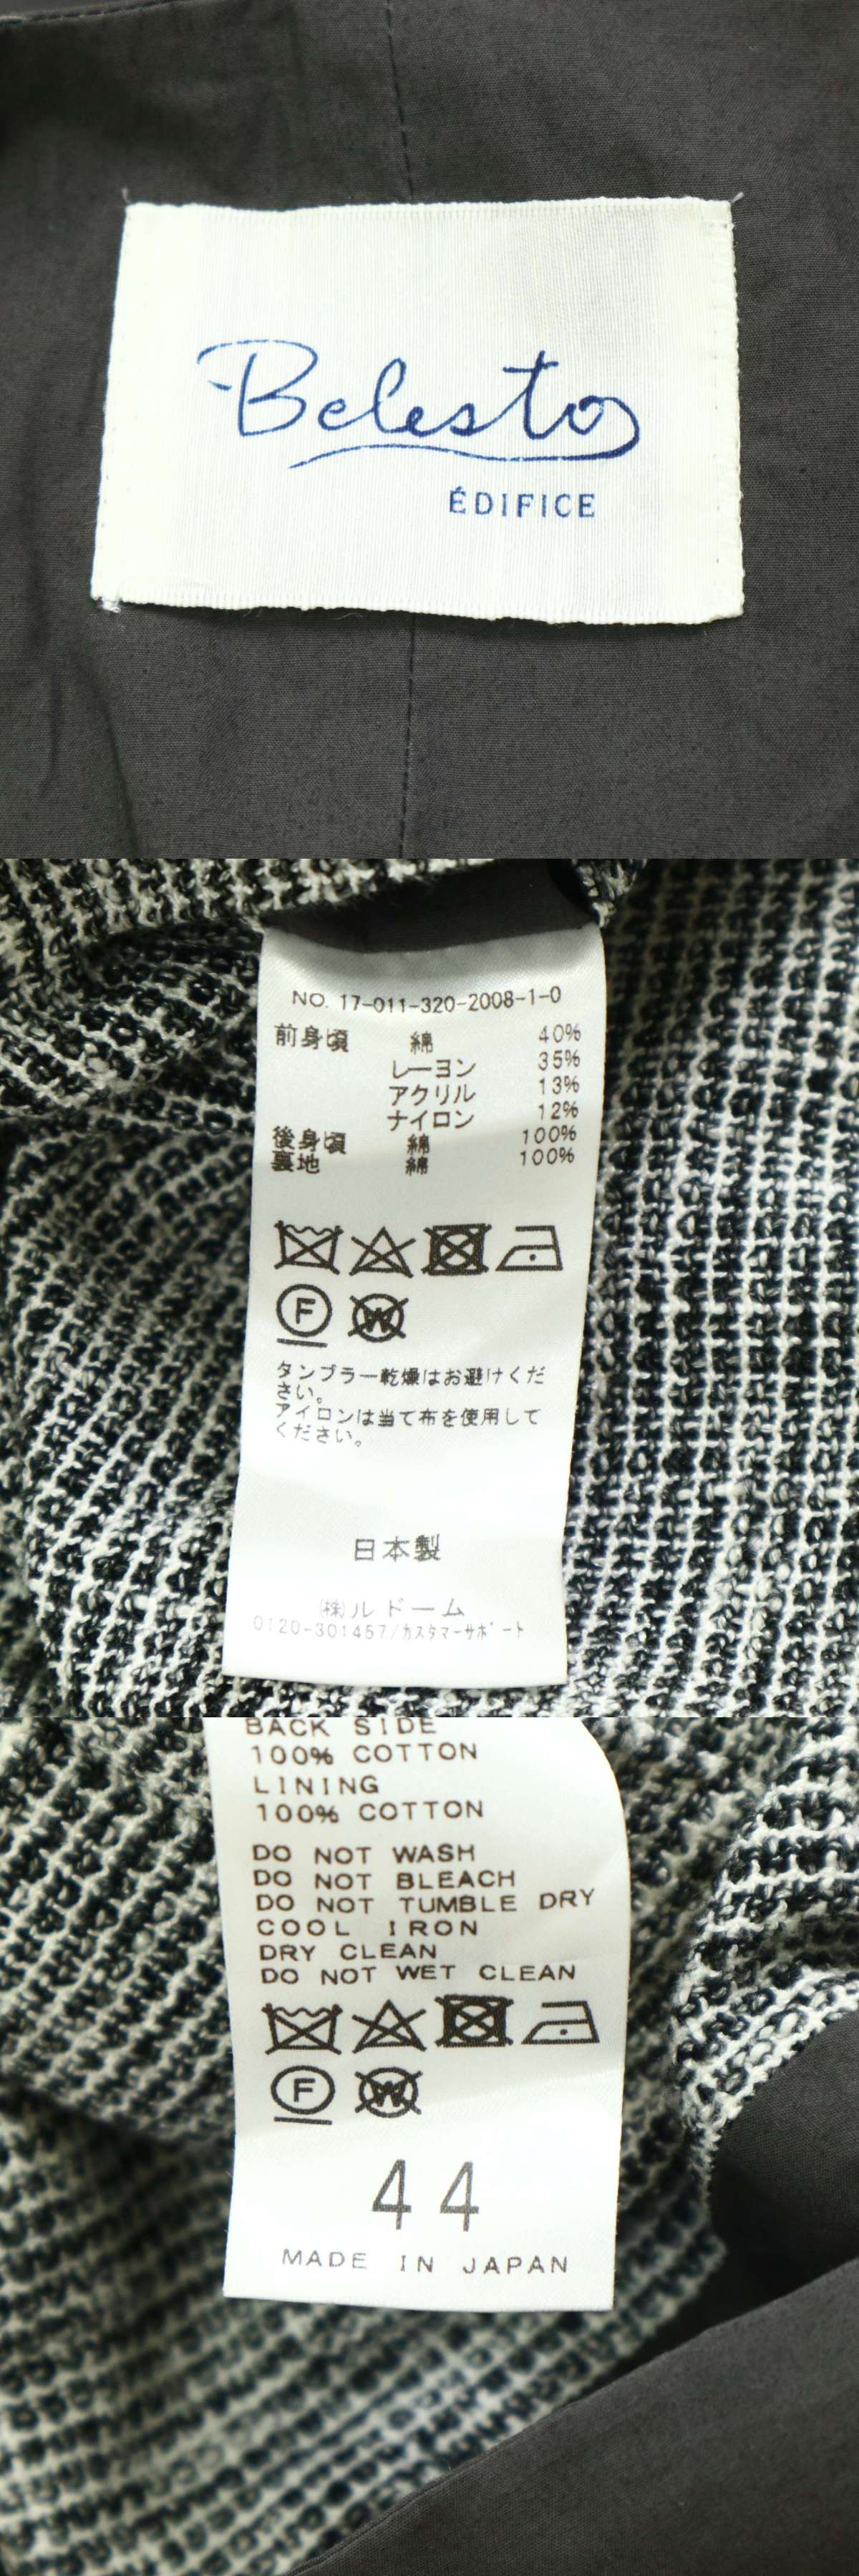 Belesto
ÉDIFICE
NO. 17-011-320-2008-1-0
前身頃 綿 40%
レーヨン 35%
アクリル 13%
ナイロン 12%
後身頃 綿 100%
裏地 綿 100%
F W
タンブラー乾燥はお避けくだ
さい。
アイロンは当て布を使用して
ください。
日本製
㈱ルドーム
0120-301457/カスタマーサポート
BACK SIDE
100% COTTON
LINING
100% COTTON
DO NOT WASH
DO NOT BLEACH
DO NOT TUMBLE DRY
COOL IRON
DRY CLEAN
DO NOT WET CLEAN
F W
44
MADE IN JAPAN